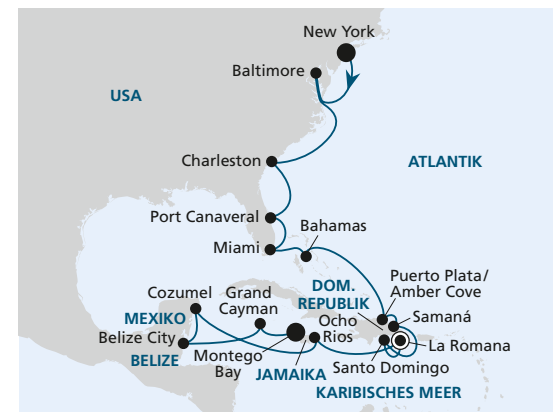 New York
Baltimore
USA
Charleston
ATLANTIK
Port Canaveral
Bahamas
Miami
Puerto Plata/
Amber Cove
DOM.
REPUBLIK
Cozumel
Grand
Cayman
Samaná
MEXIKO
Ocho
Rios
Belize City
La Romana
BELIZE
Montego
Bay
JAMAIKA
Santo Domingo
KARIBISCHES MEER